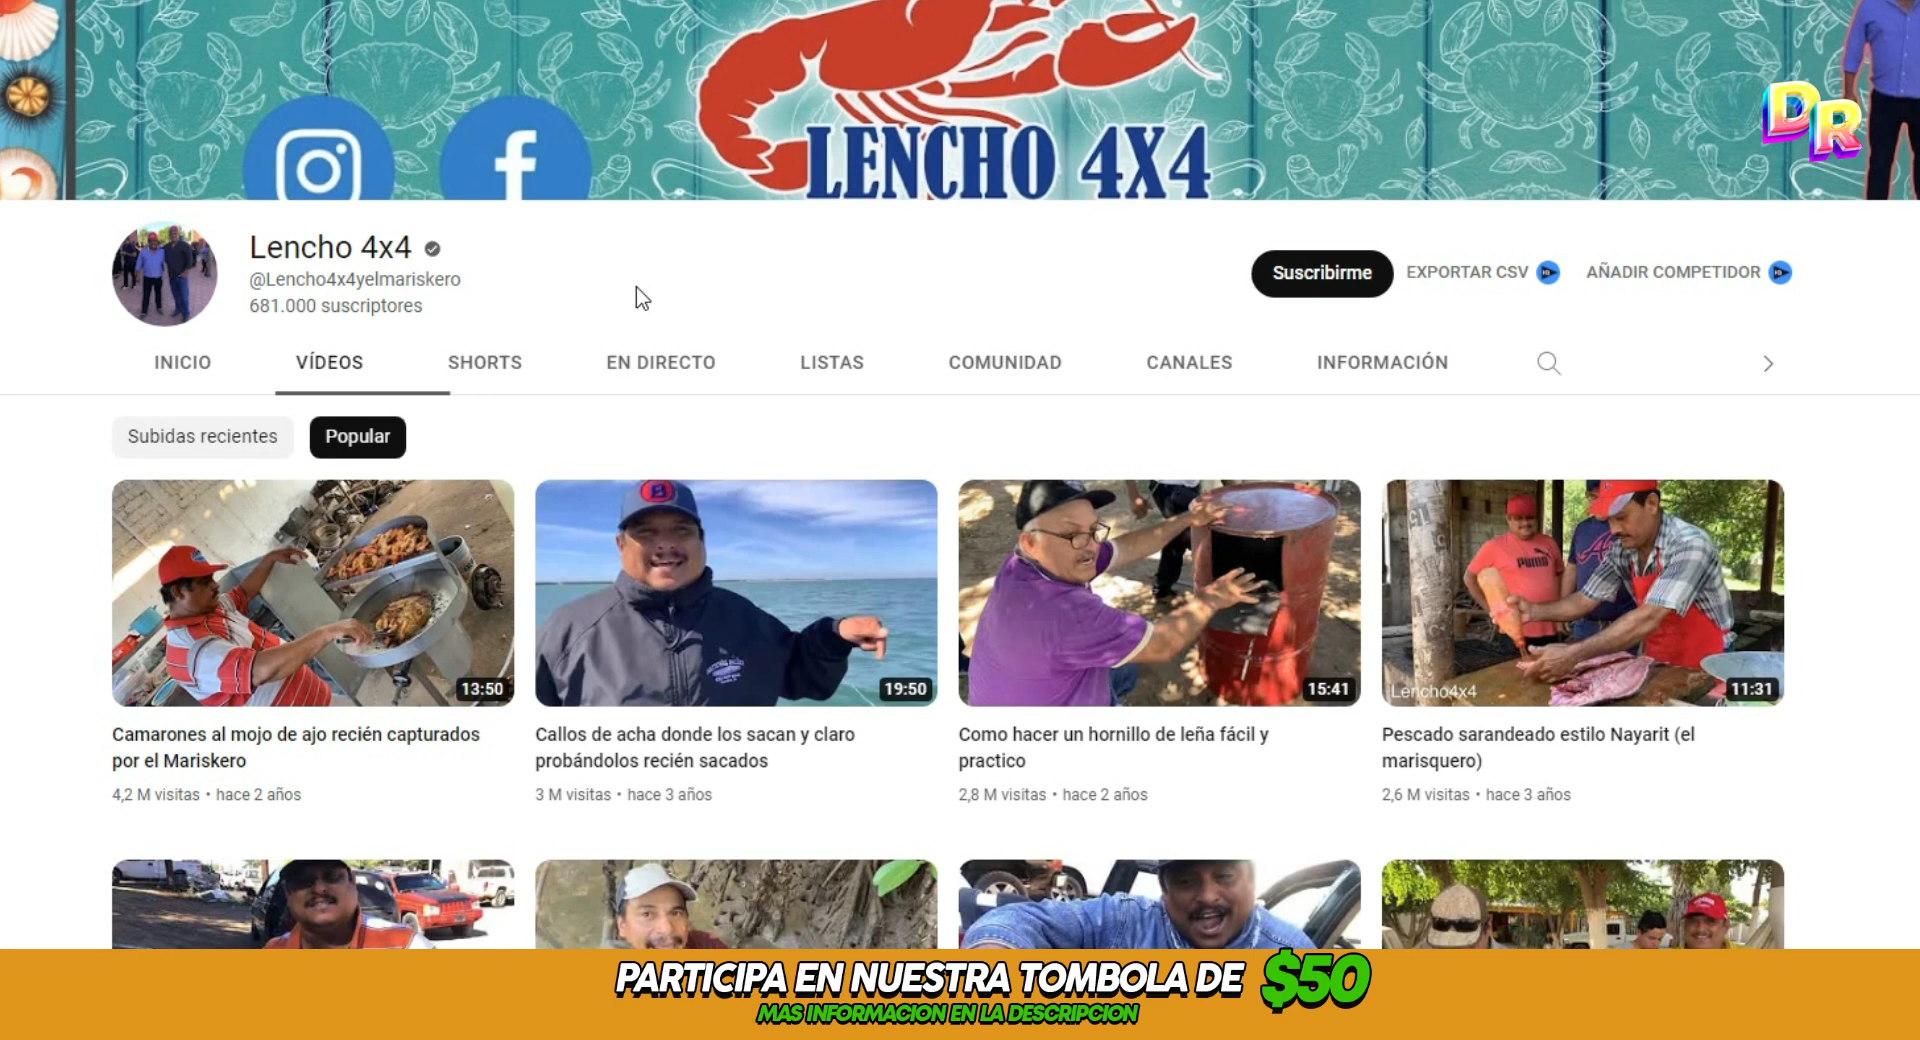 LENCHO 4X4
DR
Lencho 4x4
@Lencho4x4yelmariskero
681.000 suscriptores
Suscribirme
EXPORTAR CSV
AÑADIR COMPETIDOR
INICIO
VÍDEOS
SHORTS
EN DIRECTO
LISTAS
COMUNIDAD
CANALES
INFORMACIÓN
Subidas recientes
Popular
13:50
B
19:50
15:41
PUMA
Lencho4x4
11:31
Camarones al mojo de ajo recién capturados
por el Mariskero
4,2 M visitas • hace 2 años
Callos de acha donde los sacan y claro
probándolos recién sacados
3 M visitas • hace 3 años
Como hacer un hornillo de leña fácil y
practico
2,8 M visitas • hace 2 años
Pescado sarandeado estilo Nayarit (el
marisquero)
2,6 M visitas • hace 3 años
PARTICIPA EN NUESTRA TOMBOLA DE $50
MAS INFORMACION EN LA DESCRIPCION